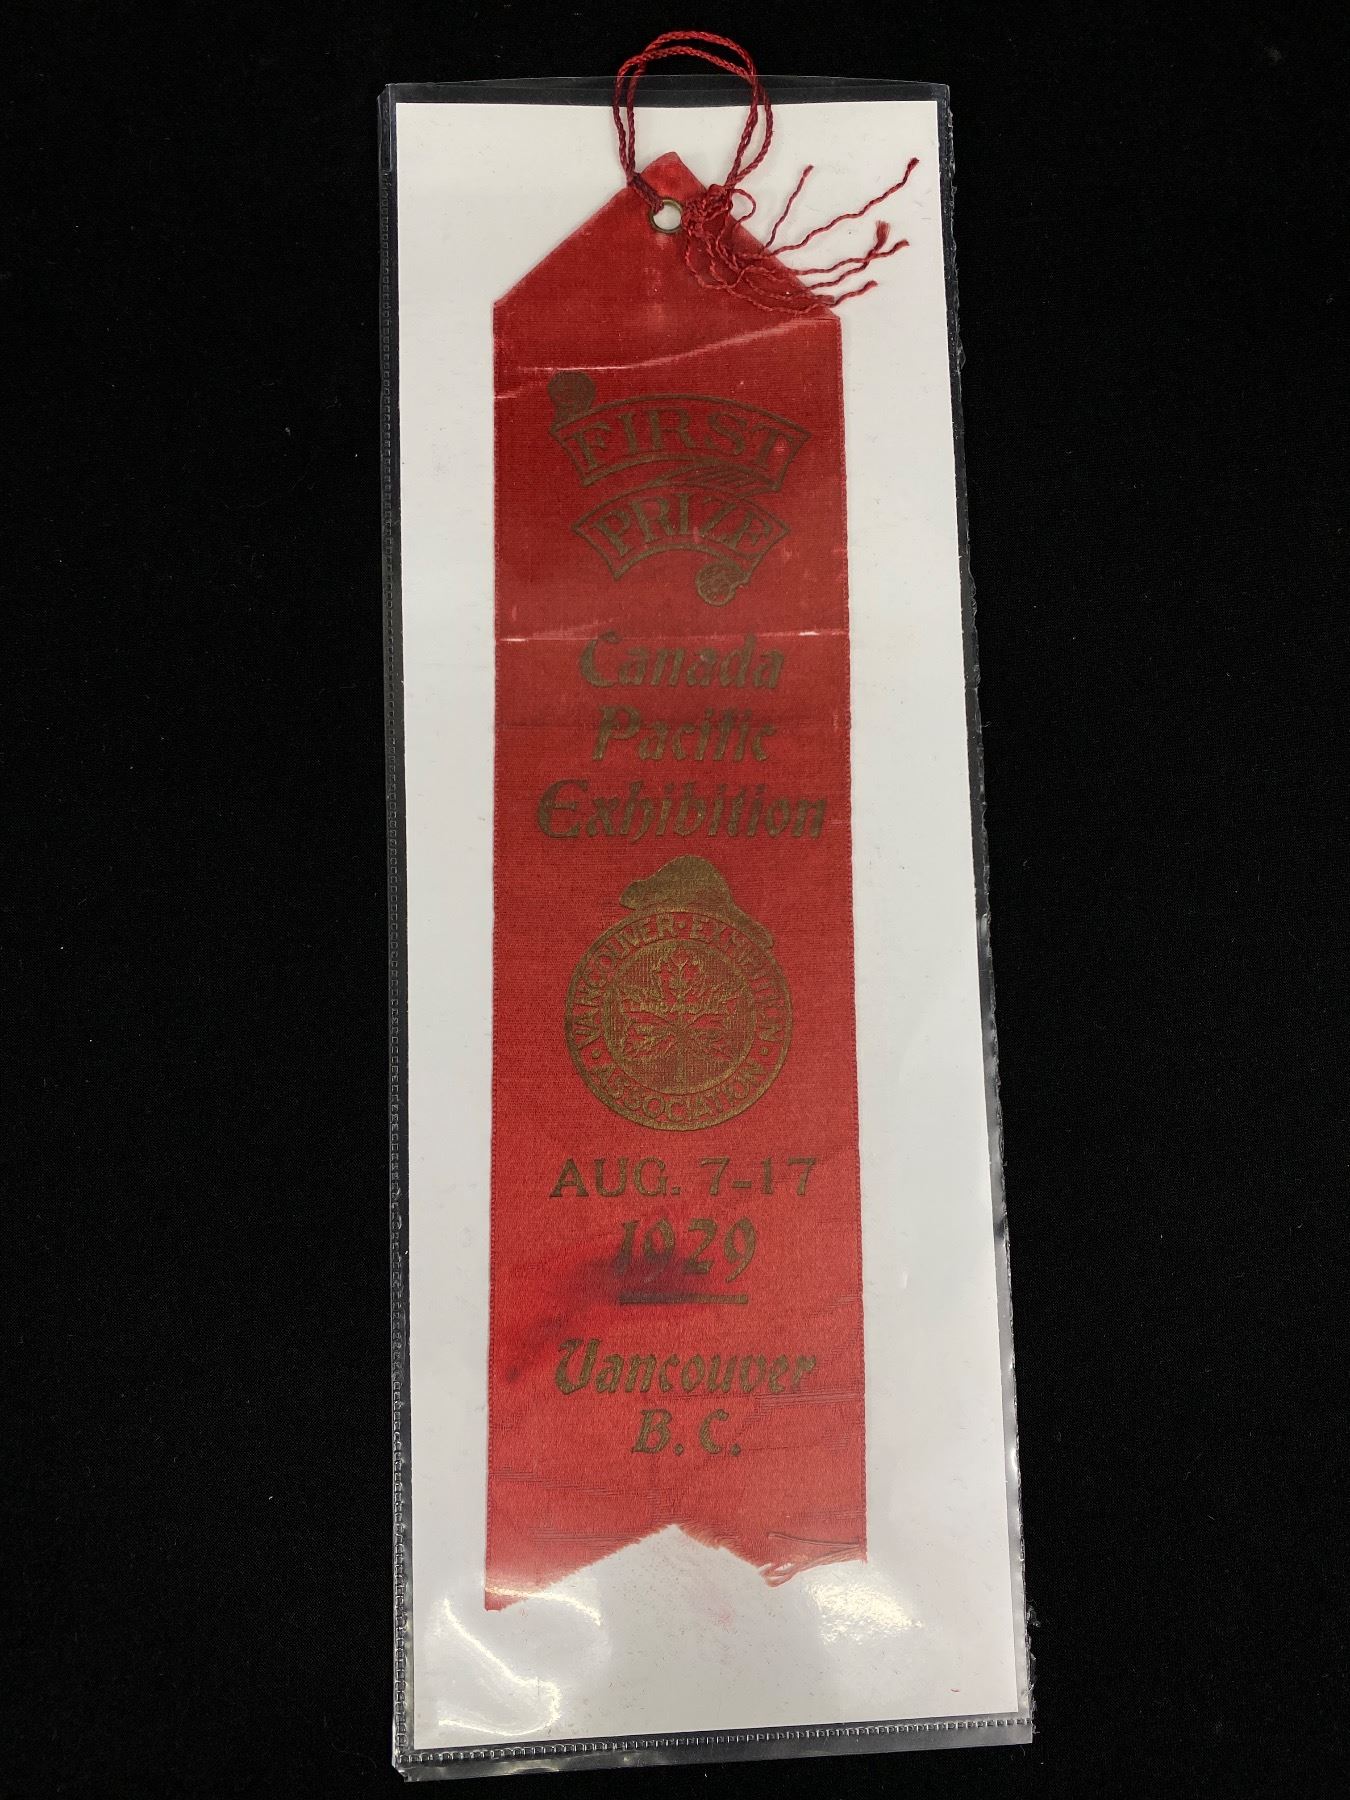 FIRST
PRIZE
Canada
Pacific
Exhibition
VANCOUVER · EXHIBITION
· ASSOCIATION ·
AUG. 7-17
1929
Vancouver
B. C.